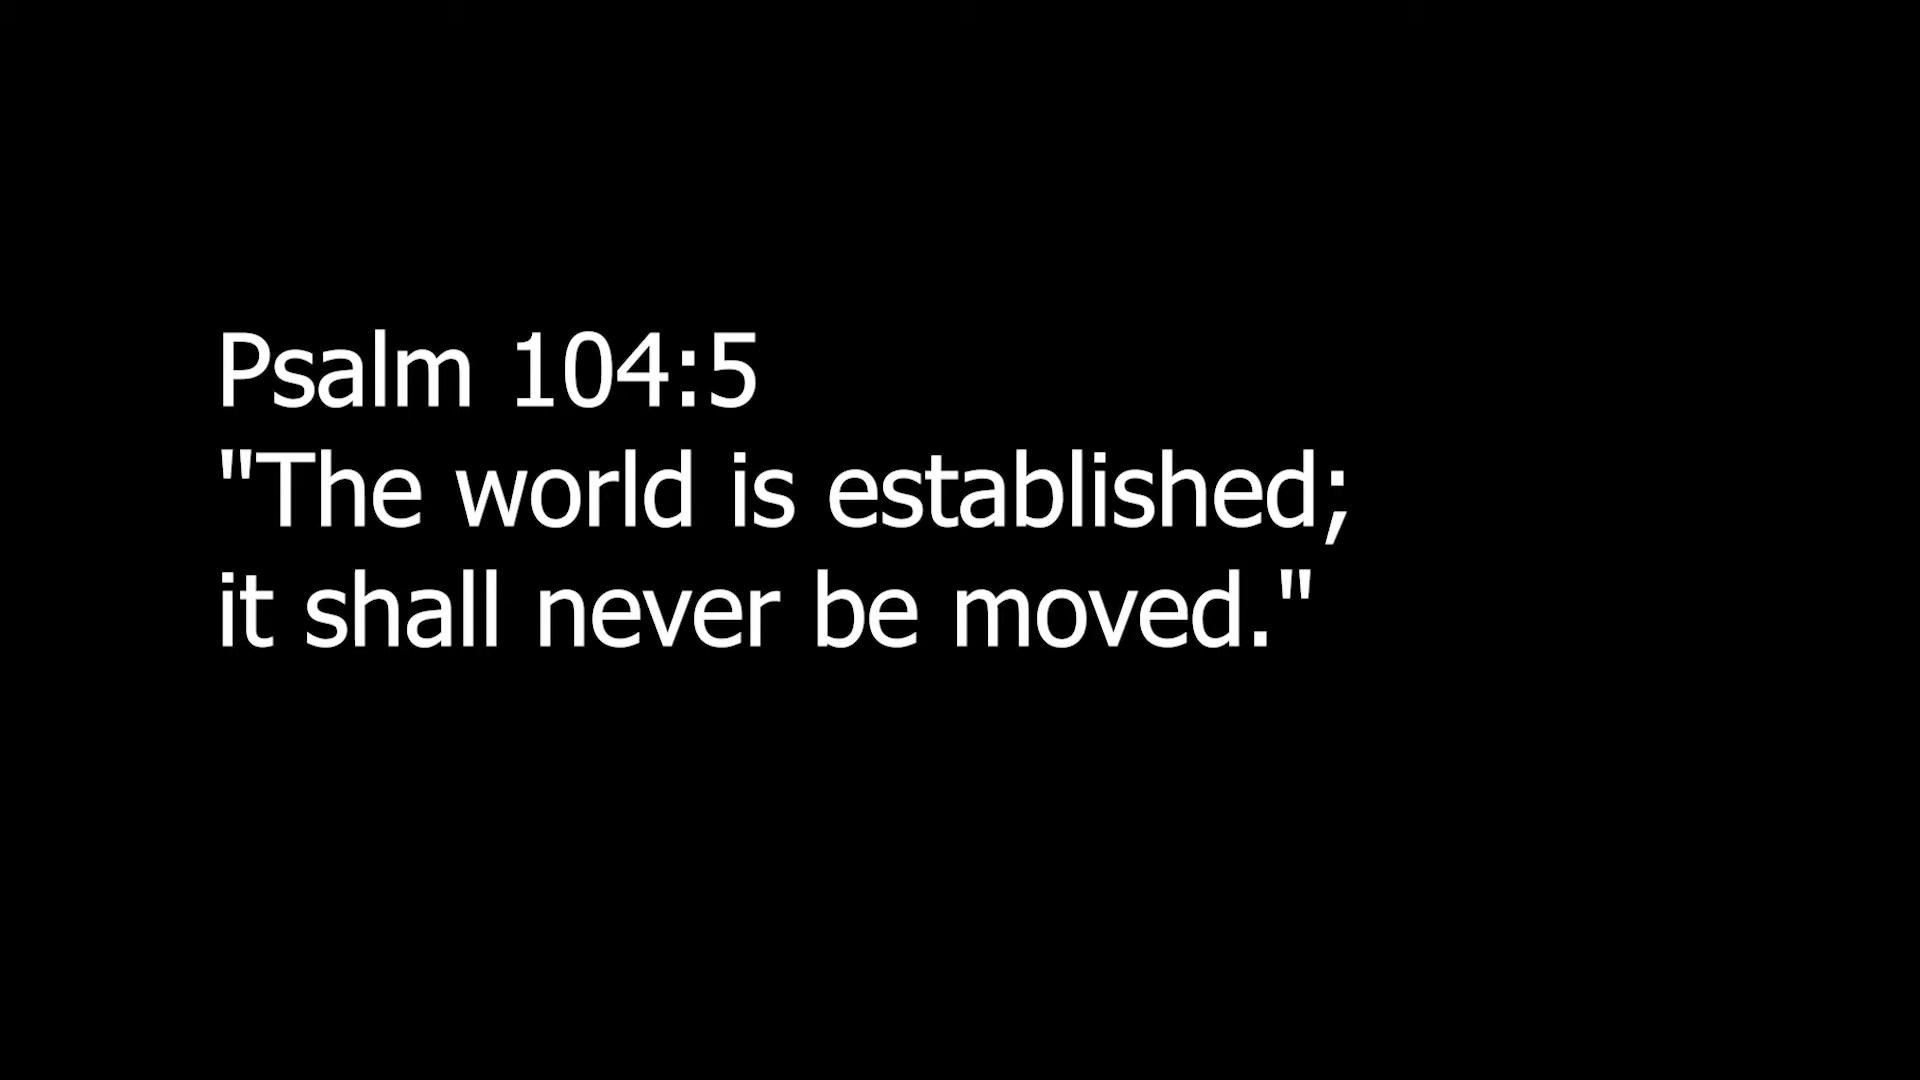 Psalm 104:5
"The world is established;
it shall never be moved."